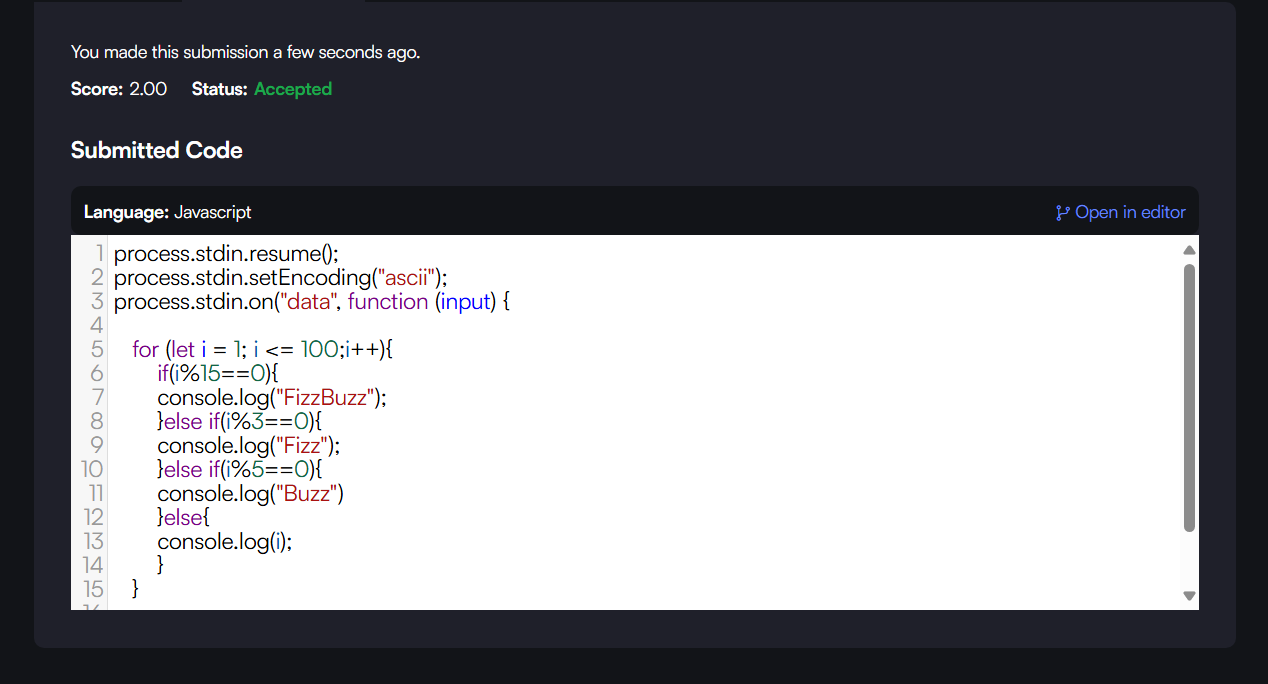 You made this submission a few seconds ago.
Score: 2.00 Status: Accepted
Submitted Code
Language: Javascript Open in editor
1 process.stdin.resume();
2 process.stdin.setEncoding("ascii");
3 process.stdin.on("data", function (input) {
4
5 for (let i = 1; i <= 100;i++){
6 if(i%15==0){
7 console.log("FizzBuzz");
8 }else if(i%3==0){
9 console.log("Fizz");
10 }else if(i%5==0){
11 console.log("Buzz")
12 }else{
13 console.log(i);
14 }
15 }